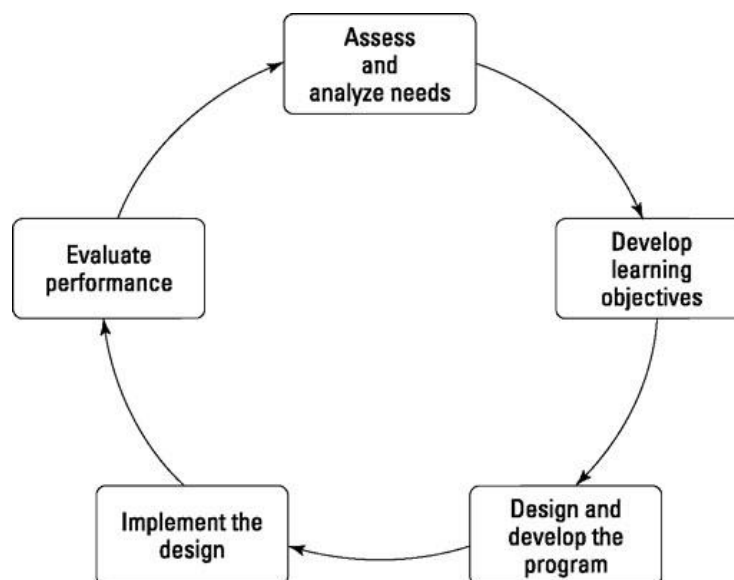 Assess
and
analyze needs
Develop
learning
objectives
Design and
develop the
program
Implement the
design
Evaluate
performance